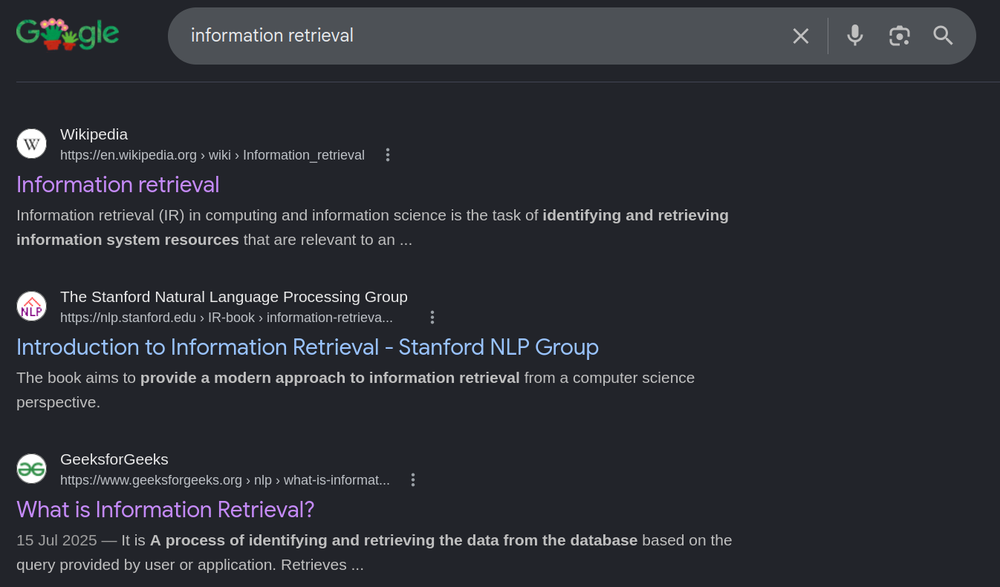 Google
information retrieval
Wikipedia
https://en.wikipedia.org › wiki › Information_retrieval
Information retrieval
Information retrieval (IR) in computing and information science is the task of identifying and retrieving
information system resources that are relevant to an ...
The Stanford Natural Language Processing Group
https://nlp.stanford.edu › IR-book › information-retrieva...
Introduction to Information Retrieval - Stanford NLP Group
The book aims to provide a modern approach to information retrieval from a computer science
perspective.
GeeksforGeeks
https://www.geeksforgeeks.org › nlp › what-is-informat...
What is Information Retrieval?
15 Jul 2025 — It is A process of identifying and retrieving the data from the database based on the
query provided by user or application. Retrieves ...